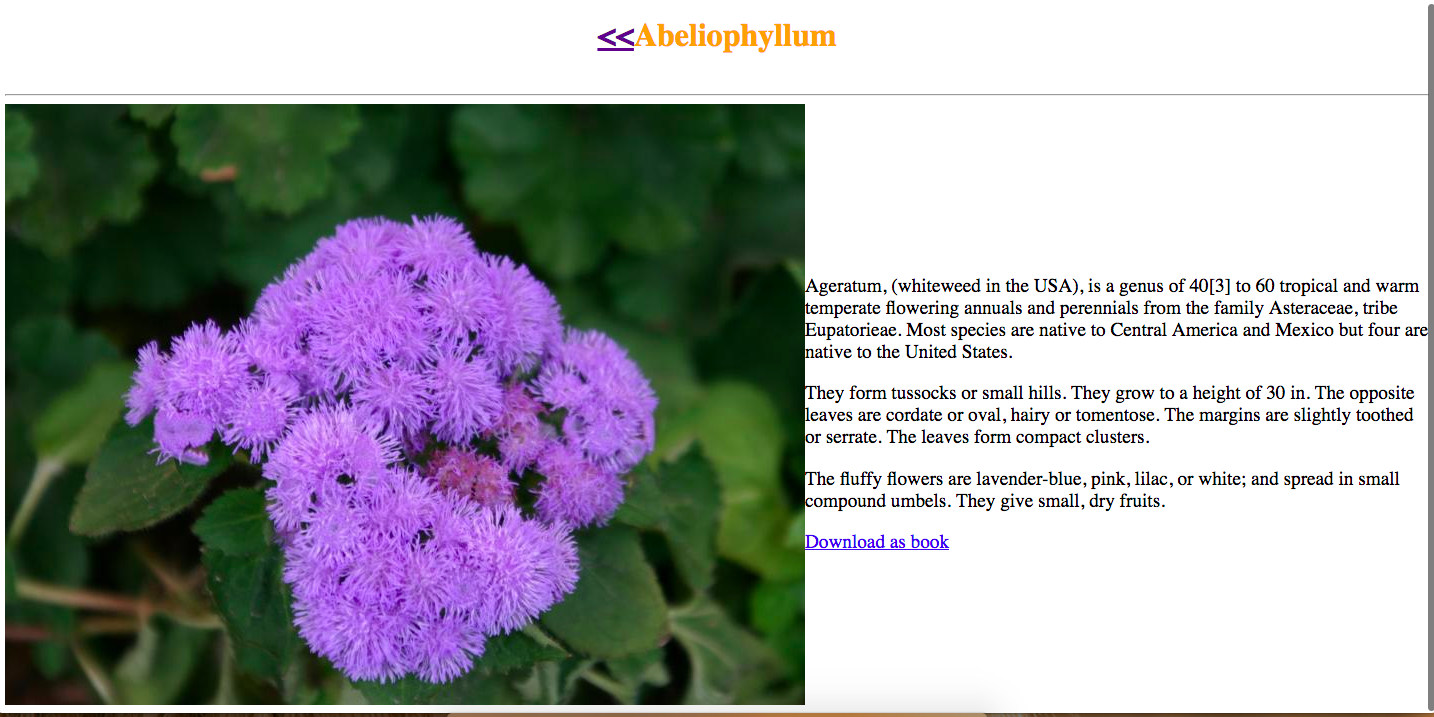 <<Abeliophyllum
Ageratum, (whiteweed in the USA), is a genus of 40[3] to 60 tropical and warm
temperate flowering annuals and perennials from the family Asteraceae, tribe
Eupatorieae. Most species are native to Central America and Mexico but four are
native to the United States.
They form tussocks or small hills. They grow to a height of 30 in. The opposite
leaves are cordate or oval, hairy or tomentose. The margins are slightly toothed
or serrate. The leaves form compact clusters.
The fluffy flowers are lavender-blue, pink, lilac, or white; and spread in small
compound umbels. They give small, dry fruits.
Download as book